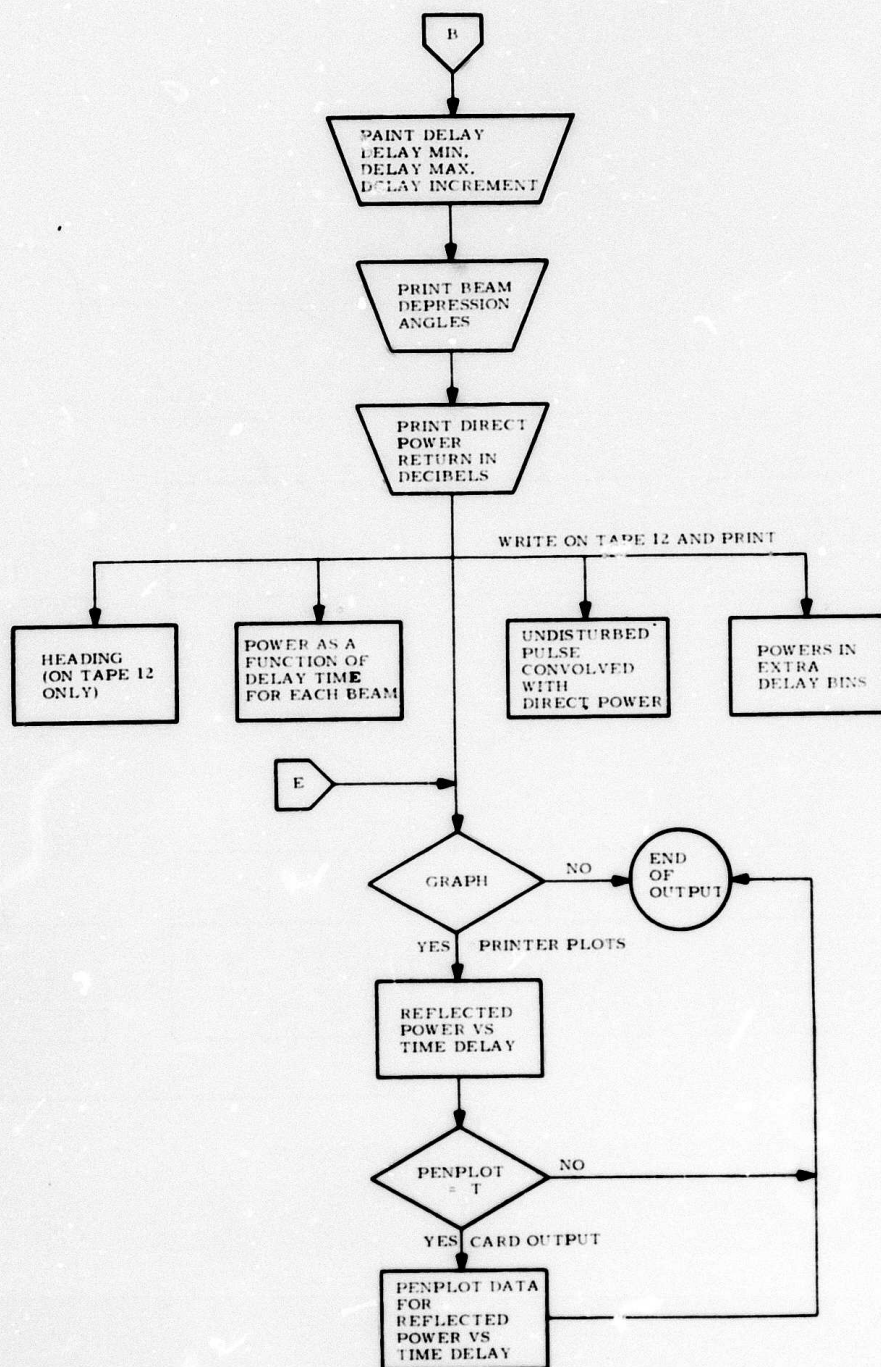 B
PAINT DELAY
DELAY MIN.
DELAY MAX.
DELAY INCREMENT
PRINT BEAM
DEPRESSION
ANGLES
PRINT DIRECT
POWER
RETURN IN
DECIBELS
WRITE ON TAPE 12 AND PRINT
HEADING
(ON TAPE 12
ONLY)
POWER AS A
FUNCTION OF
DELAY TIME
FOR EACH BEAM
UNDISTURBED
PULSE
CONVOLVED
WITH
DIRECT POWER
POWERS IN
EXTRA
DELAY BINS
E
GRAPH
NO
END
OF
OUTPUT
YES PRINTER PLOTS
REFLECTED
POWER VS
TIME DELAY
PENPLOT
= T
NO
YES CARD OUTPUT
PENPLOT DATA
FOR
REFLECTED
POWER VS
TIME DELAY